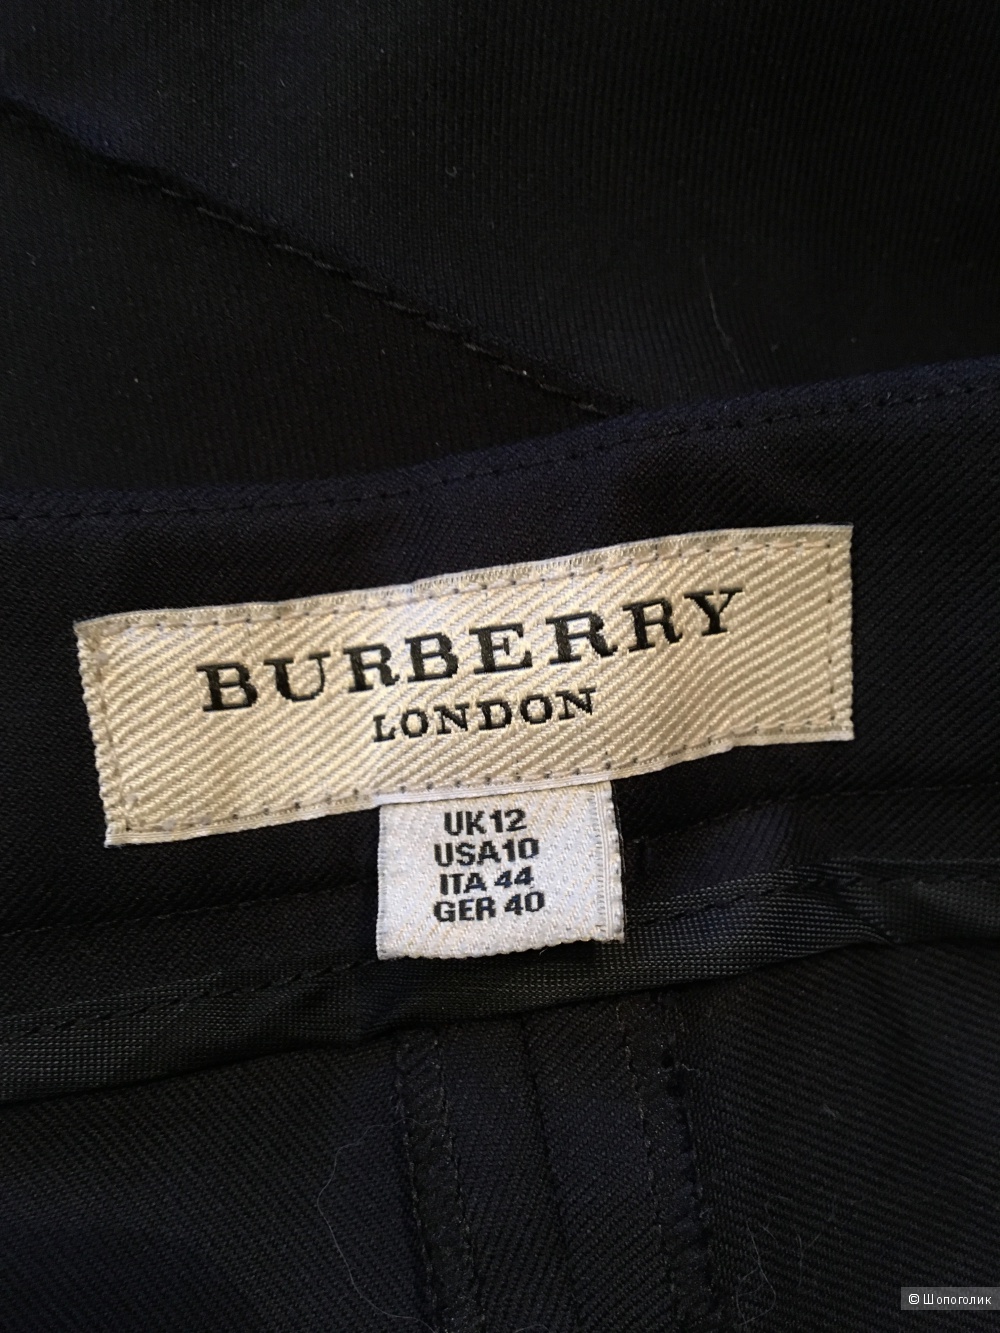 BURBERRY
LONDON
UK12
USA10
ITA 44
GER 40
© Шопоголик